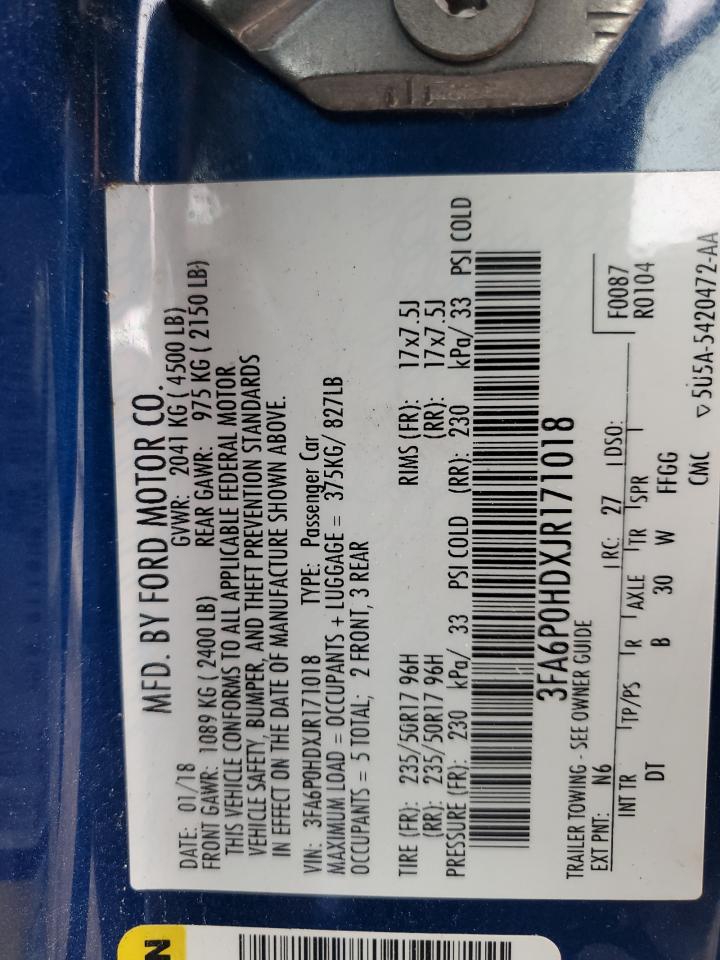 MFD. BY FORD MOTOR CO.
DATE: 01/18 GVWR: 2041 KG ( 4500 LB)
FRONT GAWR: 1089 KG ( 2400 LB) REAR GAWR: 975 KG ( 2150 LB)
THIS VEHICLE CONFORMS TO ALL APPLICABLE FEDERAL MOTOR
VEHICLE SAFETY, BUMPER, AND THEFT PREVENTION STANDARDS
IN EFFECT ON THE DATE OF MANUFACTURE SHOWN ABOVE.
VIN: 3FA6P0HDXJR171018 TYPE: Passenger Car
MAXIMUM LOAD = OCCUPANTS + LUGGAGE = 375KG/ 827LB
OCCUPANTS = 5 TOTAL; 2 FRONT, 3 REAR
TIRE (FR): 235/50R17 96H RIMS (FR): 17x7.5J
(RR): 235/50R17 96H (RR): 17x7.5J
PRESSURE (FR): 230 kPa/ 33 PSI COLD (RR): 230 kPa/ 33 PSI COLD
3FA6P0HDXJR171018
TRAILER TOWING - SEE OWNER GUIDE
EXT PNT: N6 RC: 27 DSO: F0087
R0104
INT TR TP/PS R AXLE TR SPR
DT B 30 W FFGG
CMC ▽ 5U5A-5420472-AA